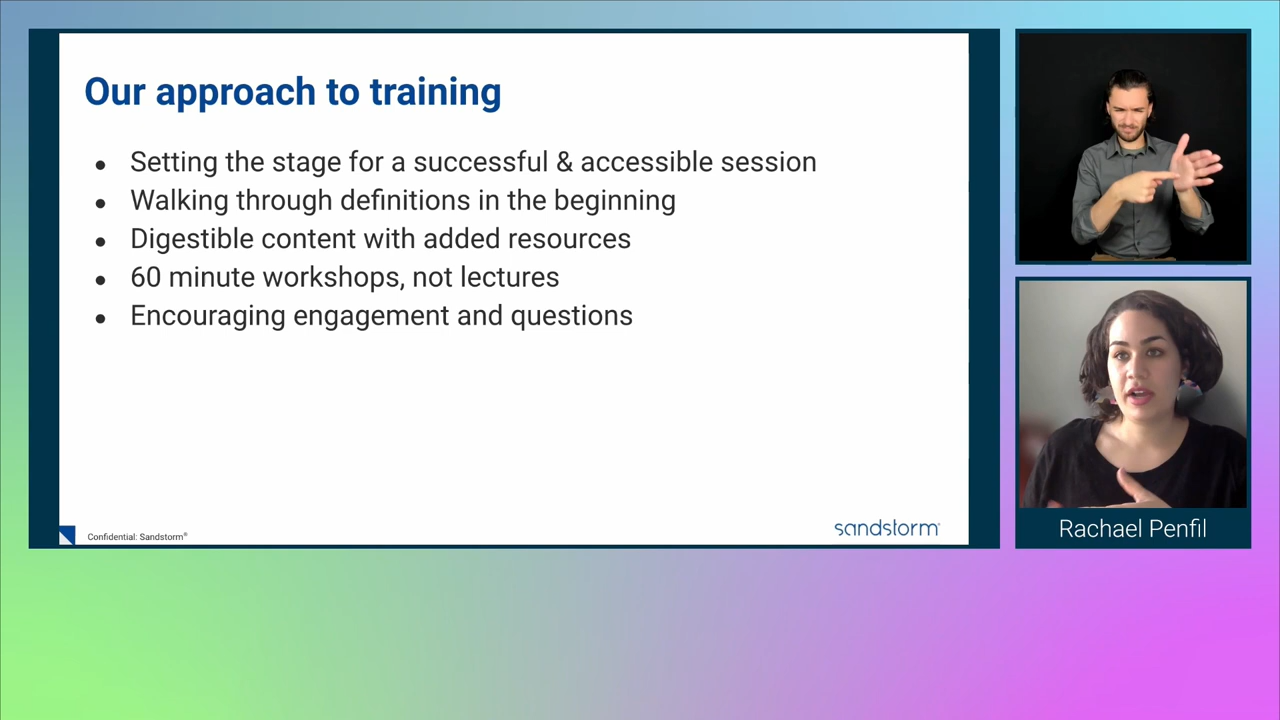 Our approach to training
● Setting the stage for a successful & accessible session
● Walking through definitions in the beginning
● Digestible content with added resources
● 60 minute workshops, not lectures
● Encouraging engagement and questions
Confidential: Sandstorm®
sandstorm®
Rachael Penfil